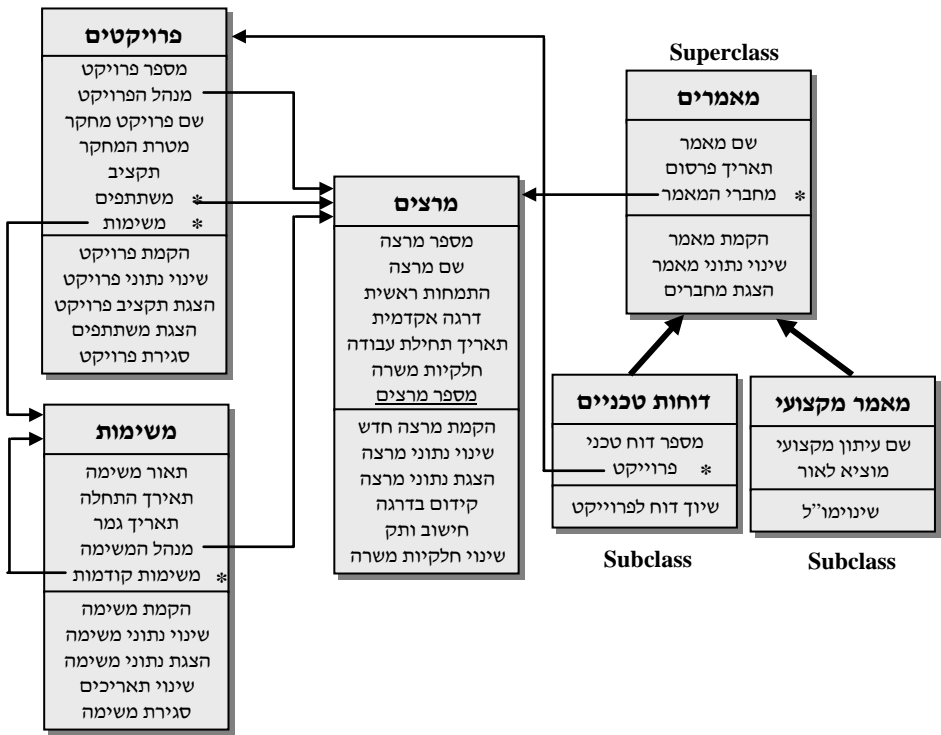 פרויקטים
מספר פרויקט
מנהל הפרויקט
שם פרויקט מחקר
מטרת המחקר
תקציב
* משתתפים
* משימות
הקמת פרויקט
שינוי נתוני פרויקט
הצגת תקציב פרויקט
הצגת משתתפים
סגירת פרויקט
משימות
תאור משימה
תאירך התחלה
תאריך גמר
מנהל המשימה
* משימות קודמות
הקמת משימה
שינוי נתוני משימה
הצגת נתוני משימה
שינוי תאריכים
סגירת משימה
מרצים
מספר מרצה
שם מרצה
התמחות ראשית
דרגה אקדמית
תאריך תחילת עבודה
חלקיות משרה
מספר מרצים
הקמת מרצה חדש
שינוי נתוני מרצה
הצגת נתוני מרצה
קידום בדרגה
חישוב ותק
שינוי חלקיות משרה
Superclass
מאמרים
שם מאמר
תאריך פרסום
* מחברי המאמר
הקמת מאמר
שינוי נתוני מאמר
הצגת מחברים
דוחות טכניים
מספר דוח טכני
* פרוייקט
שיוך דוח לפרוייקט
Subclass
מאמר מקצועי
שם עיתון מקצועי
מוציא לאור
שינוימו״ל
Subclass